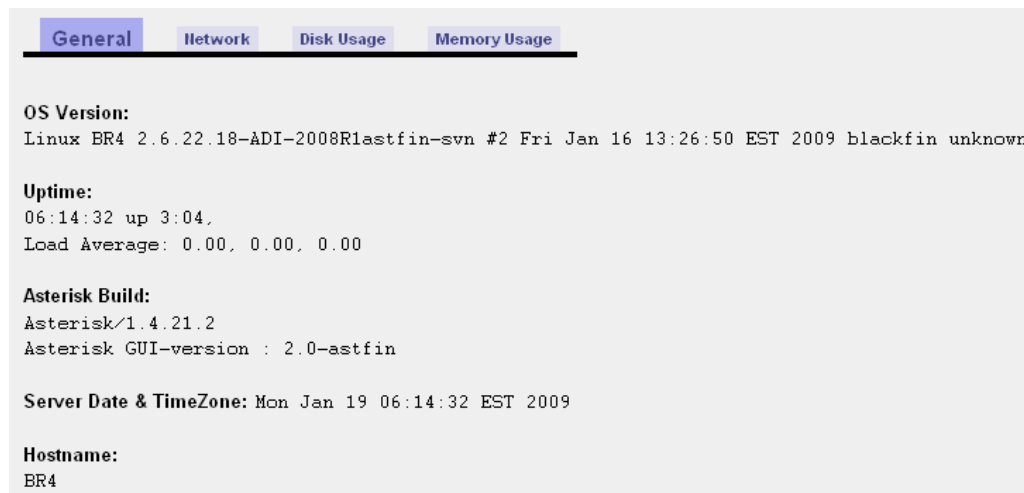 General Network Disk Usage Memory Usage
OS Version:
Linux BR4 2.6.22.18-ADI-2008R1astfin-svn #2 Fri Jan 16 13:26:50 EST 2009 blackfin unknown
Uptime:
06:14:32 up 3:04,
Load Average: 0.00, 0.00, 0.00
Asterisk Build:
Asterisk/1.4.21.2
Asterisk GUI-version : 2.0-astfin
Server Date & TimeZone: Mon Jan 19 06:14:32 EST 2009
Hostname:
BR4